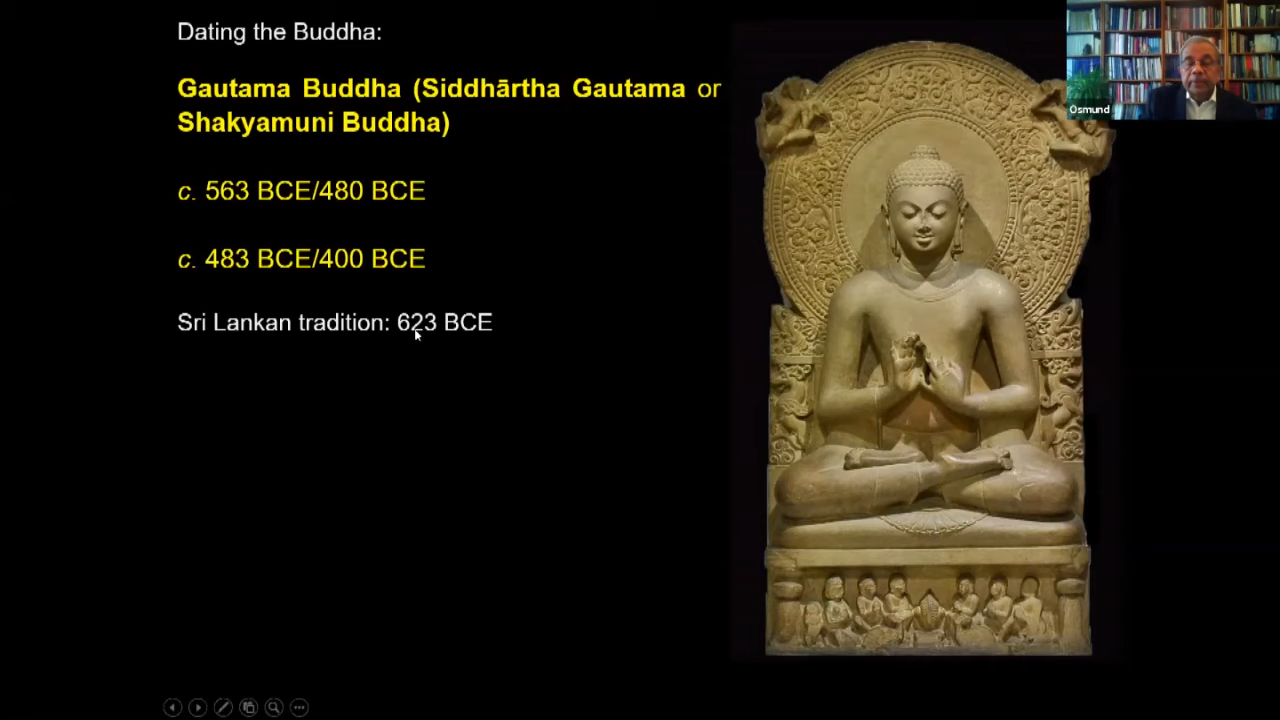 Dating the Buddha:
Gautama Buddha (Siddhārtha Gautama or
Shakyamuni Buddha)
c. 563 BCE/480 BCE
c. 483 BCE/400 BCE
Sri Lankan tradition: 623 BCE
Osmund